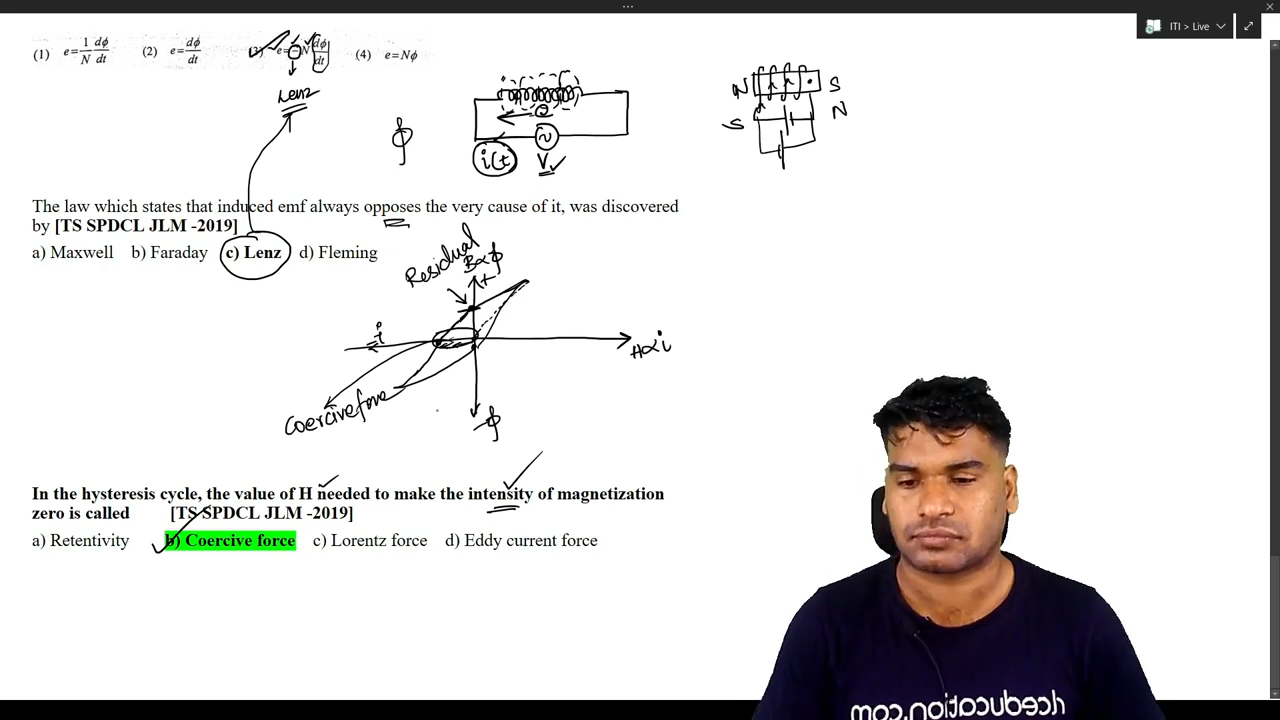 ITI > Live
(1) e = 1/N dφ/dt (2) e = dφ/dt (3) e = -N dφ/dt (4) e = Nφ
Lenz
N S
S N
φ
i(t)
V
The law which states that induced emf always opposes the very cause of it, was discovered
by [TS SPDCL JLM -2019]
a) Maxwell b) Faraday c) Lenz d) Fleming
Residual
B∝φ
+
i
H∝i
Coercive force
-φ
In the hysteresis cycle, the value of H needed to make the intensity of magnetization
zero is called [TS SPDCL JLM -2019]
a) Retentivity b) Coercive force c) Lorentz force d) Eddy current force
rceducation.com